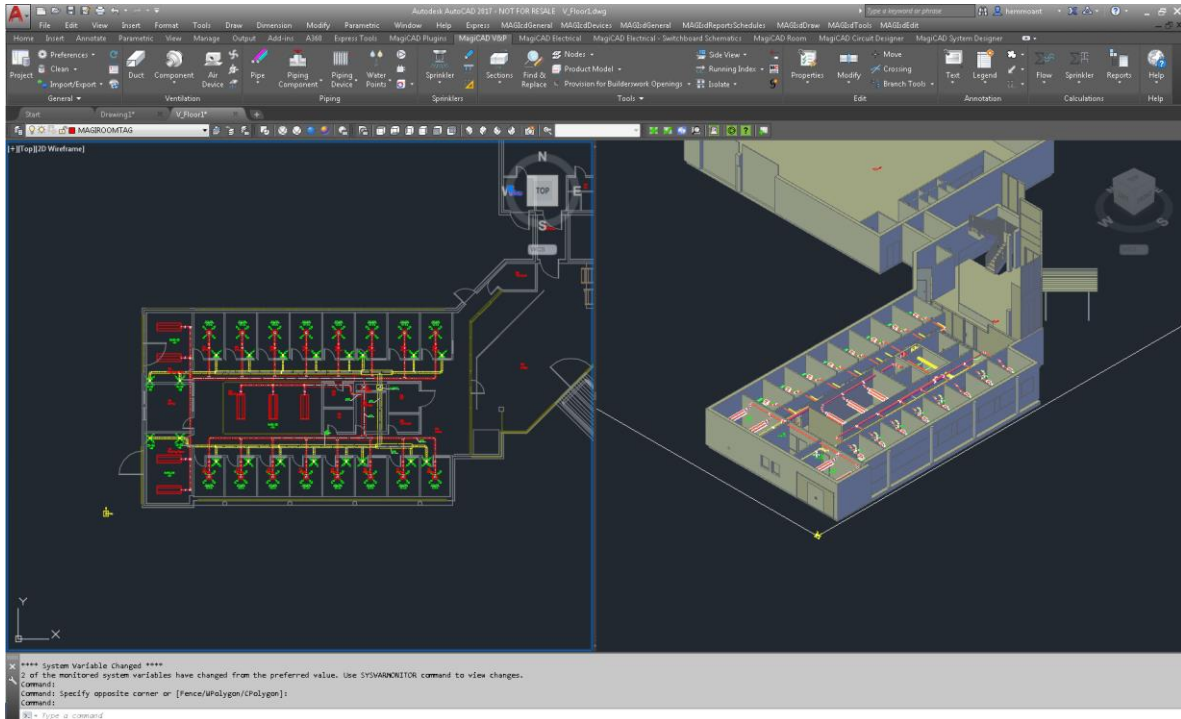 Autodesk AutoCAD 2017 - NOT FOR RESALE V_Floor1.dwg
Type a keyword or phrase
hammoant
File Edit View Insert Format Tools Draw Dimension Modify Parametric Window Help Express MAGIcdGeneral MAGIcdDevices MAGIsdGeneral MAGIsdReportsSchedules MAGIsdDraw MAGIsdTools MAGIsdEdit
Home Insert Annotate Parametric View Manage Output Add-ins A360 Express Tools MagiCAD Plugins MagiCAD V&P MagiCAD Electrical MagiCAD Electrical - Switchboard Schematics MagiCAD Room MagiCAD Circuit Designer MagiCAD System Designer
Project
Preferences
Clean
Import/Export
Duct
Component
Air Device
Pipe
Piping Component
Piping Device
Water Points
Sprinkler
Sections
Find & Replace
Nodes
Product Model
Provision for Builderswork Openings
Side View
Running Index
Isolate
Properties
Modify
Move
Crossing
Branch Tools
Text
Legend
Flow
Sprinkler
Reports
Help
General Ventilation Piping Sprinklers Tools Edit Annotation Calculations Help
Start Drawing1* V_Floor1*
MAGIROOMTAG
[+][Top][2D Wireframe]
N
W TOP E
S
WCS
W S
Y
X
**** System Variable Changed ****
2 of the monitored system variables have changed from the preferred value. Use SYSVARMONITOR command to view changes.
Command:
Command: Specify opposite corner or [Fence/WPolygon/CPolygon]:
Command:
Type a command